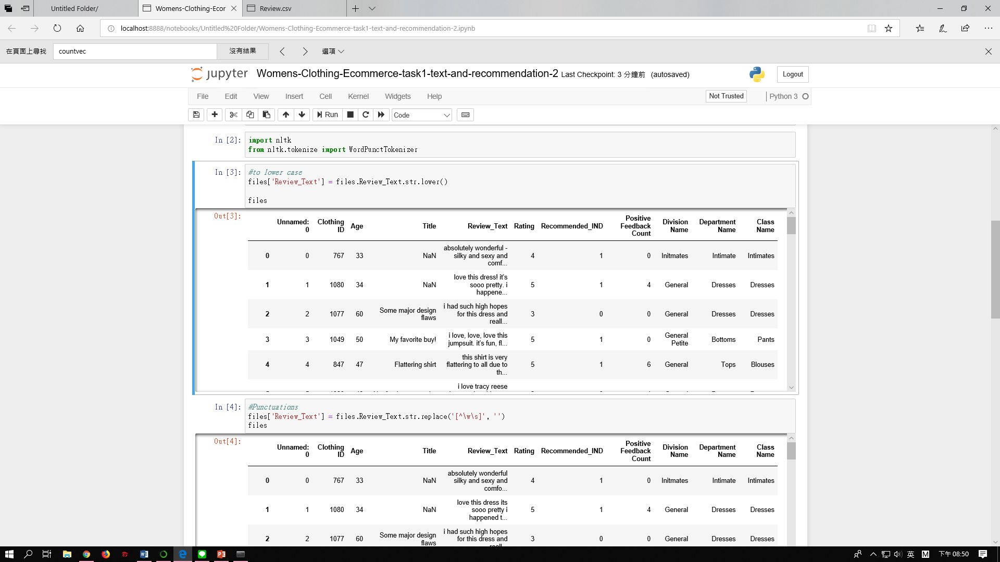 Untitled Folder/
Womens-Clothing-Ecor
Review.csv
localhost:8888/notebooks/Untitled%20Folder/Womens-Clothing-Ecommerce-task1-text-and-recommendation-2.ipynb
在頁面上尋找
countvec
沒有結果
選項
jupyter
Womens-Clothing-Ecommerce-task1-text-and-recommendation-2
Last Checkpoint: 3 分鐘前 (autosaved)
Logout
File Edit View Insert Cell Kernel Widgets Help
Not Trusted
Python 3
Run
Code
In [2]:
import nltk
from nltk.tokenize import WordPunctTokenizer
In [3]:
#to lower case
files['Review_Text'] = files.Review_Text.str.lower()
files
Out[3]:
Unnamed: 0 Clothing ID Age Title Review_Text Rating Recommended_IND Positive Feedback Count Division Name Department Name Class Name
0 0 767 33 NaN absolutely wonderful - silky and sexy and comf... 4 1 0 Initmates Intimate Intimates
1 1 1080 34 NaN love this dress! it's sooo pretty. i happene... 5 1 4 General Dresses Dresses
2 2 1077 60 Some major design flaws i had such high hopes for this dress and reall... 3 0 0 General Dresses Dresses
3 3 1049 50 My favorite buy! i love, love, love this jumpsuit. it's fun, fl... 5 1 0 General Petite Bottoms Pants
4 4 847 47 Flattering shirt this shirt is very flattering to all due to th... 5 1 6 General Tops Blouses
i love tracy reese
In [4]:
#Punctuations
files['Review_Text'] = files.Review_Text.str.replace('[^\w\s]', '')
files
Out[4]:
Unnamed: 0 Clothing ID Age Title Review_Text Rating Recommended_IND Positive Feedback Count Division Name Department Name Class Name
0 0 767 33 NaN absolutely wonderful silky and sexy and comfo... 4 1 0 Initmates Intimate Intimates
1 1 1080 34 NaN love this dress its sooo pretty i happened t... 5 1 4 General Dresses Dresses
2 2 1077 60 Some major design flaws i had such high hopes for this dress and reall... 3 0 0 General Dresses Dresses
英
M
下午 08:50